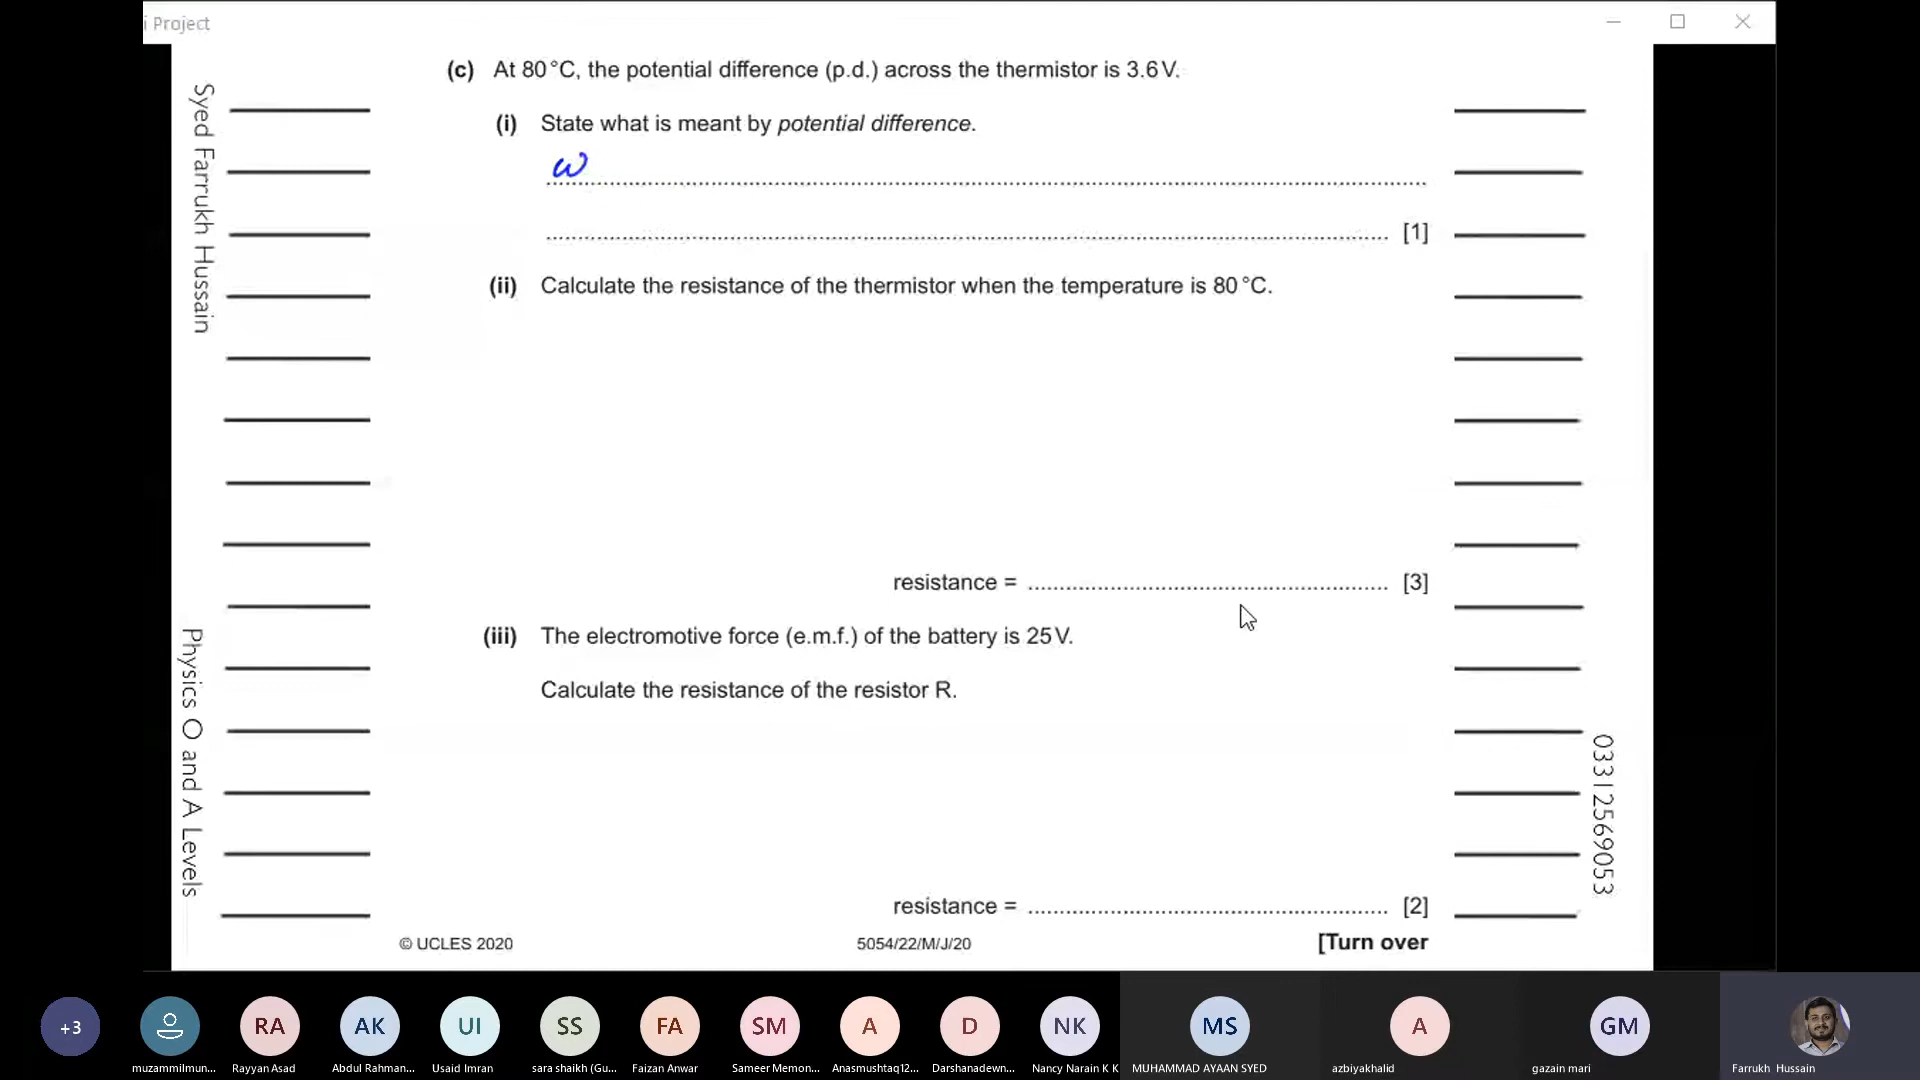 i Project
(c) At 80°C, the potential difference (p.d.) across the thermistor is 3.6V.
(i) State what is meant by potential difference.
ω
[1]
(ii) Calculate the resistance of the thermistor when the temperature is 80°C.
resistance = [3]
(iii) The electromotive force (e.m.f.) of the battery is 25V.
Calculate the resistance of the resistor R.
resistance = [2]
© UCLES 2020 5054/22/M/J/20 [Turn over
Syed Farrukh Hussain
Physics O and A Levels
03312569053
+3 RA AK UI SS FA SM A D NK MS A GM
muzammilmun... Rayyan Asad Abdul Rahman... Usaid Imran sara shaikh (Gu... Faizan Anwar Sameer Memon... Anasmushtaq12... Darshanadewn... Nancy Narain K K MUHAMMAD AYAAN SYED azbiyakhalid gazain mari Farrukh Hussain